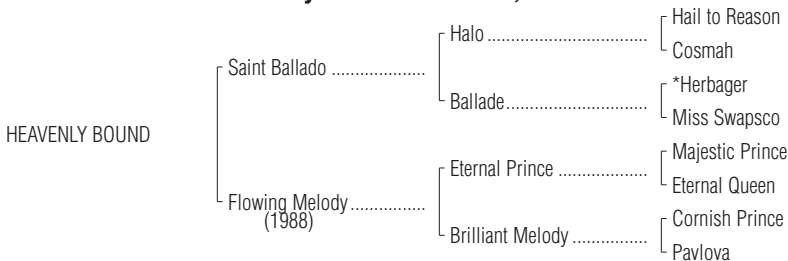 Hail to Reason
Halo
Cosmah
Saint Ballado
*Herbager
Ballade
Miss Swapsco
HEAVENLY BOUND
Majestic Prince
Eternal Prince
Eternal Queen
Flowing Melody
(1988)
Cornish Prince
Brilliant Melody
Pavlova